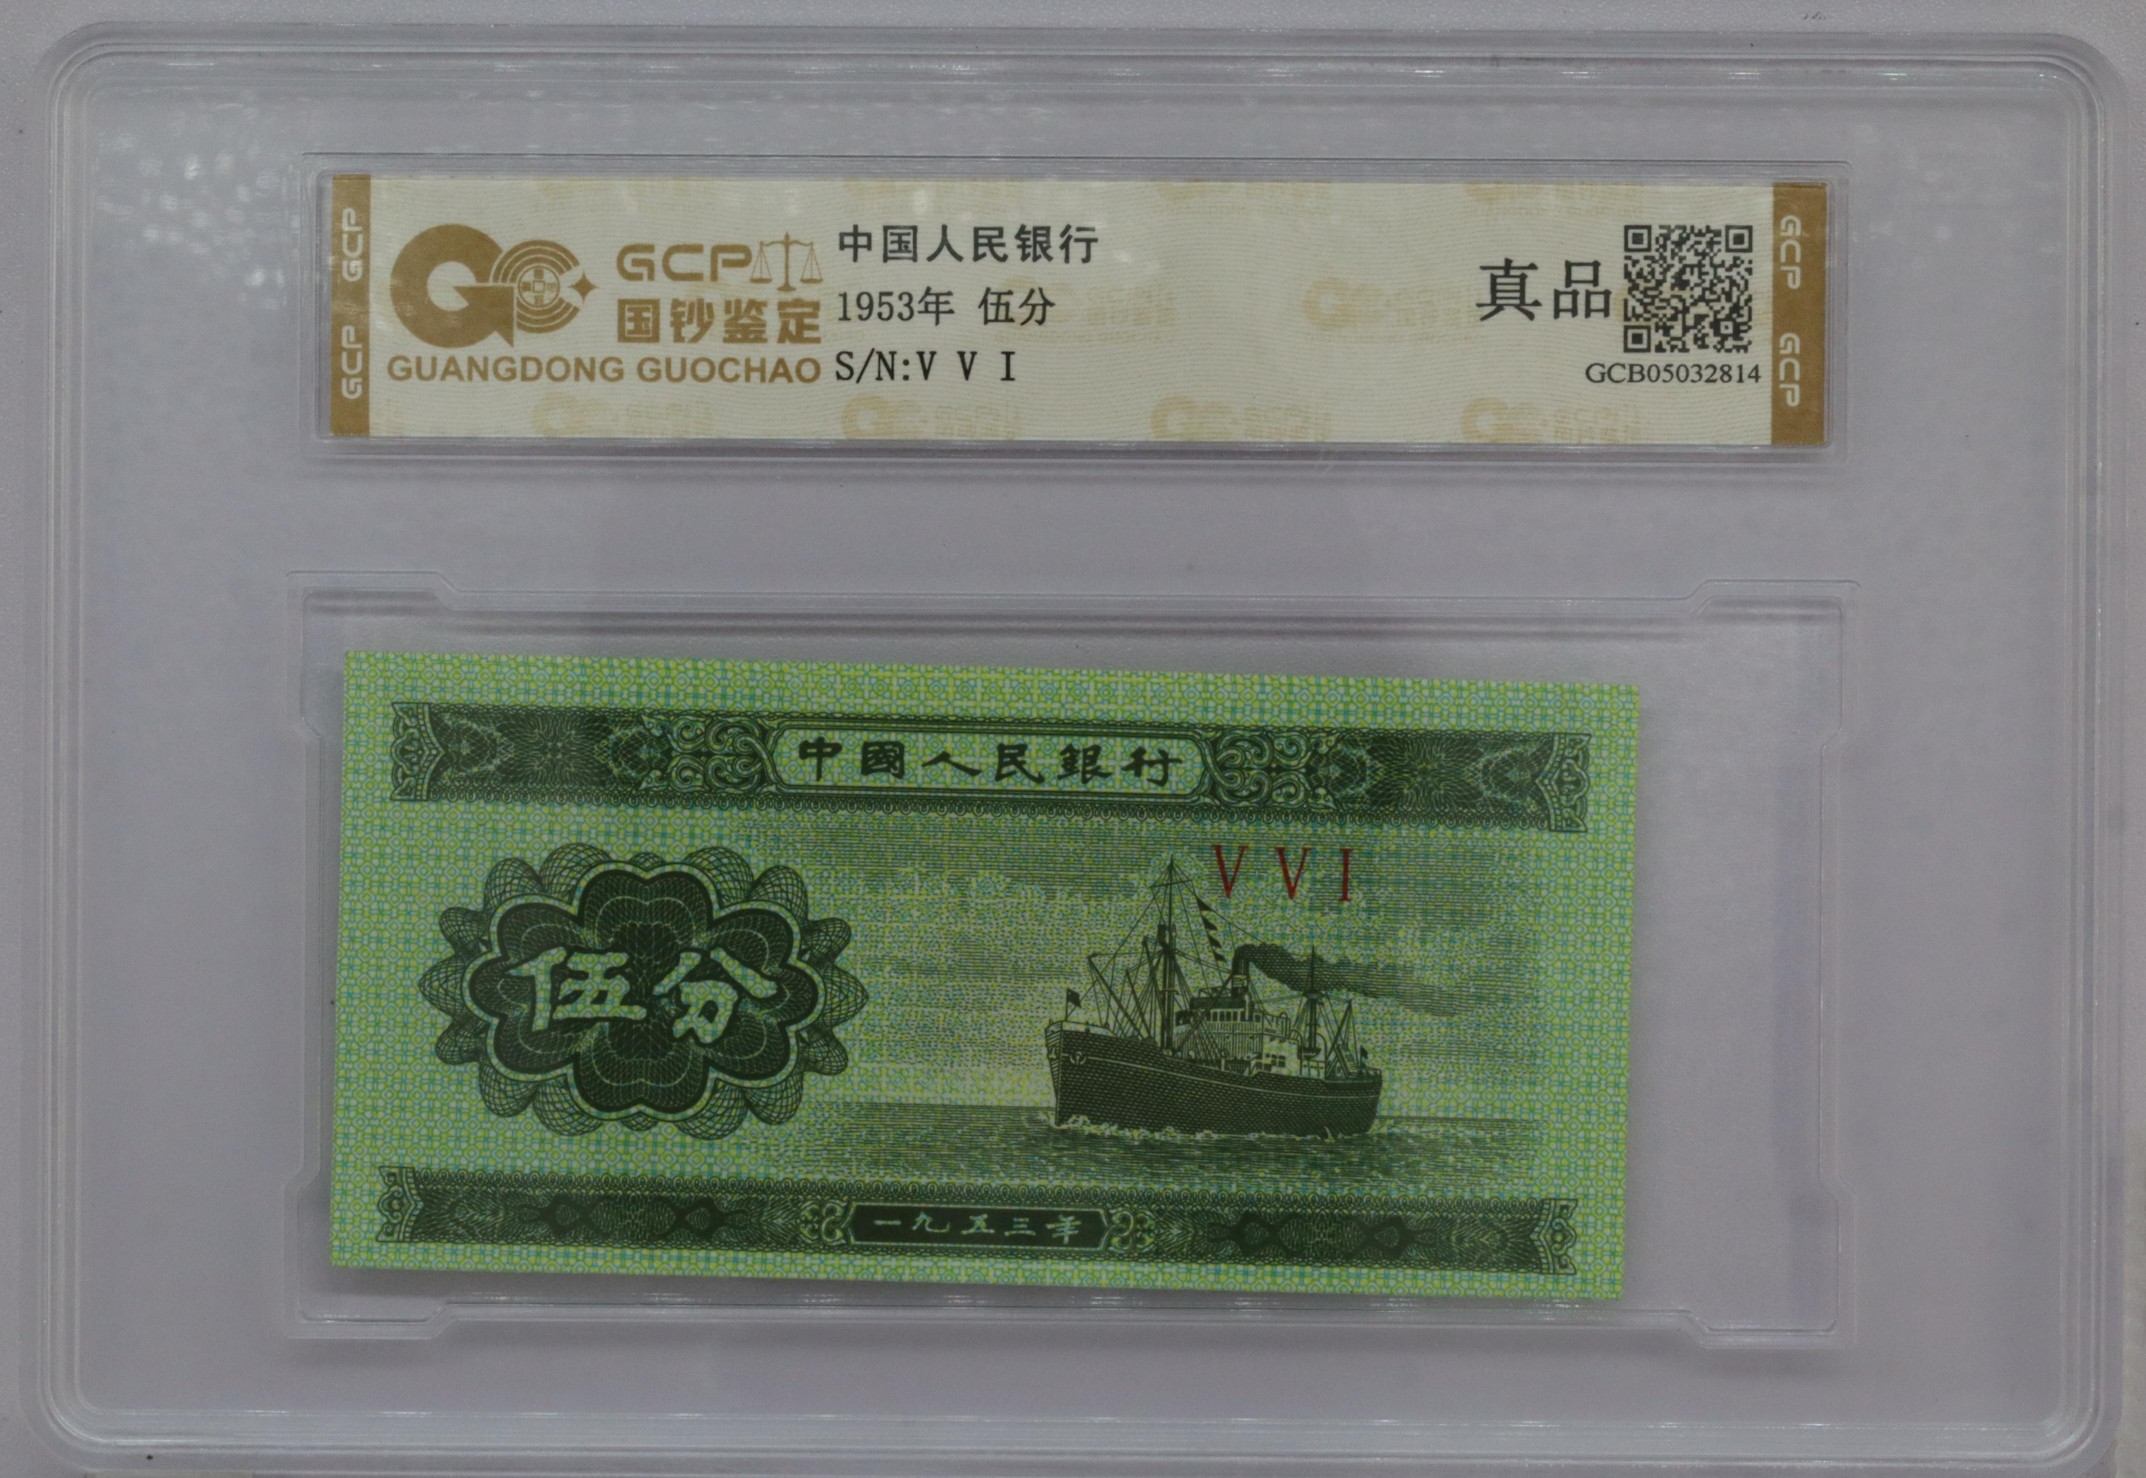 GCP GCP
GCP
国钞鉴定
GUANGDONG GUOCHAO
中国人民银行
1953年 伍分
S/N:V V I
真品
GCB05032814
GCP GCP
中國人民銀行
V V I
伍分
一九五三年